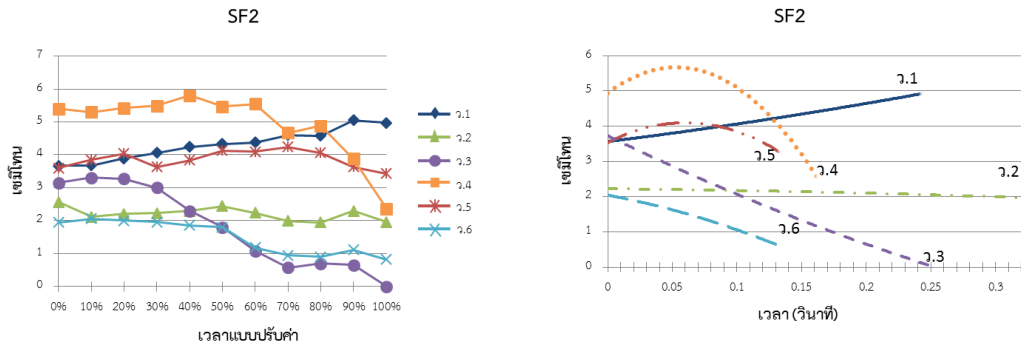 SF2
เซมิโทน
7
6
5
4
3
2
1
0
0% 10% 20% 30% 40% 50% 60% 70% 80% 90% 100%
เวลาแบบปรับค่า
ว.1
ว.2
ว.3
ว.4
ว.5
ว.6
SF2
เซมิโทน
6
5
4
3
2
1
0
0 0.05 0.1 0.15 0.2 0.25 0.3
เวลา (วินาที)
ว.1
ว.5
ว.4
ว.2
ว.6
ว.3